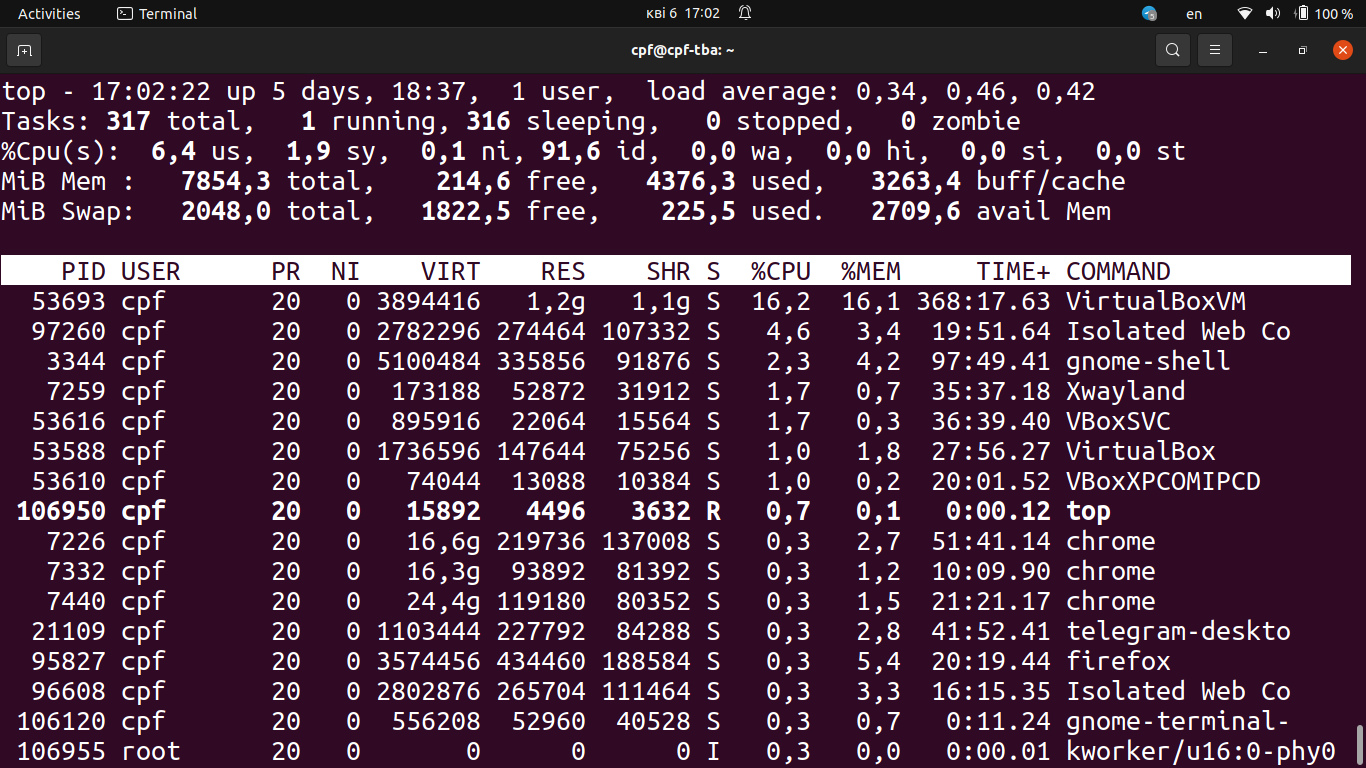 Activities Terminal кві 6 17:02 en 100 %
cpf@cpf-tba: ~
top - 17:02:22 up 5 days, 18:37,  1 user,  load average: 0,34, 0,46, 0,42
Tasks: 317 total,   1 running, 316 sleeping,   0 stopped,   0 zombie
%Cpu(s):  6,4 us,  1,9 sy,  0,1 ni, 91,6 id,  0,0 wa,  0,0 hi,  0,0 si,  0,0 st
MiB Mem :   7854,3 total,    214,6 free,   4376,3 used,   3263,4 buff/cache
MiB Swap:   2048,0 total,   1822,5 free,    225,5 used.   2709,6 avail Mem
    PID USER      PR  NI    VIRT    RES    SHR S  %CPU  %MEM     TIME+ COMMAND
  53693 cpf       20   0 3894416   1,2g   1,1g S  16,2  16,1 368:17.63 VirtualBoxVM
  97260 cpf       20   0 2782296 274464 107332 S   4,6   3,4  19:51.64 Isolated Web Co
   3344 cpf       20   0 5100484 335856  91876 S   2,3   4,2  97:49.41 gnome-shell
   7259 cpf       20   0  173188  52872  31912 S   1,7   0,7  35:37.18 Xwayland
  53616 cpf       20   0  895916  22064  15564 S   1,7   0,3  36:39.40 VBoxSVC
  53588 cpf       20   0 1736596 147644  75256 S   1,0   1,8  27:56.27 VirtualBox
  53610 cpf       20   0   74044  13088  10384 S   1,0   0,2  20:01.52 VBoxXPCOMIPCD
 106950 cpf       20   0   15892   4496   3632 R   0,7   0,1   0:00.12 top
   7226 cpf       20   0   16,6g 219736 137008 S   0,3   2,7  51:41.14 chrome
   7332 cpf       20   0   16,3g  93892  81392 S   0,3   1,2  10:09.90 chrome
   7440 cpf       20   0   24,4g 119180  80352 S   0,3   1,5  21:21.17 chrome
  21109 cpf       20   0 1103444 227792  84288 S   0,3   2,8  41:52.41 telegram-deskto
  95827 cpf       20   0 3574456 434460 188584 S   0,3   5,4  20:19.44 firefox
  96608 cpf       20   0 2802876 265704 111464 S   0,3   3,3  16:15.35 Isolated Web Co
 106120 cpf       20   0  556208  52960  40528 S   0,3   0,7   0:11.24 gnome-terminal-
 106955 root      20   0       0      0      0 I   0,3   0,0   0:00.01 kworker/u16:0-phy0